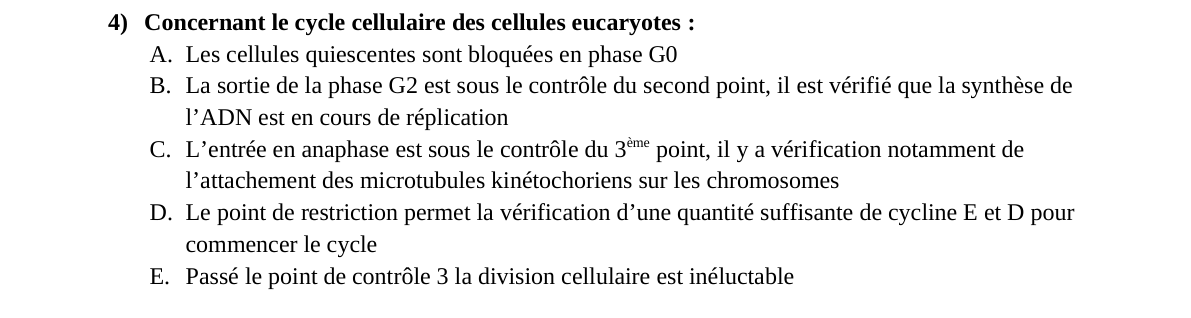 4) Concernant le cycle cellulaire des cellules eucaryotes :
A. Les cellules quiescentes sont bloquées en phase G0
B. La sortie de la phase G2 est sous le contrôle du second point, il est vérifié que la synthèse de
l’ADN est en cours de réplication
C. L’entrée en anaphase est sous le contrôle du 3ème point, il y a vérification notamment de
l’attachement des microtubules kinétochoriens sur les chromosomes
D. Le point de restriction permet la vérification d’une quantité suffisante de cycline E et D pour
commencer le cycle
E. Passé le point de contrôle 3 la division cellulaire est inéluctable